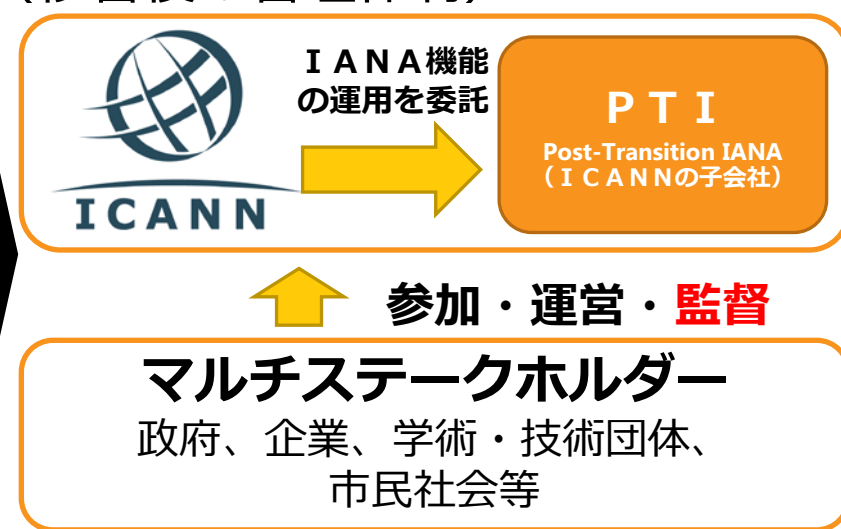 ＩＡＮＡ機能
の運用を委託
ＰＴＩ
Post-Transition IANA
（ＩＣＡＮＮの子会社）
ICANN
参加・運営・監督
マルチステークホルダー
政府、企業、学術・技術団体、
市民社会等